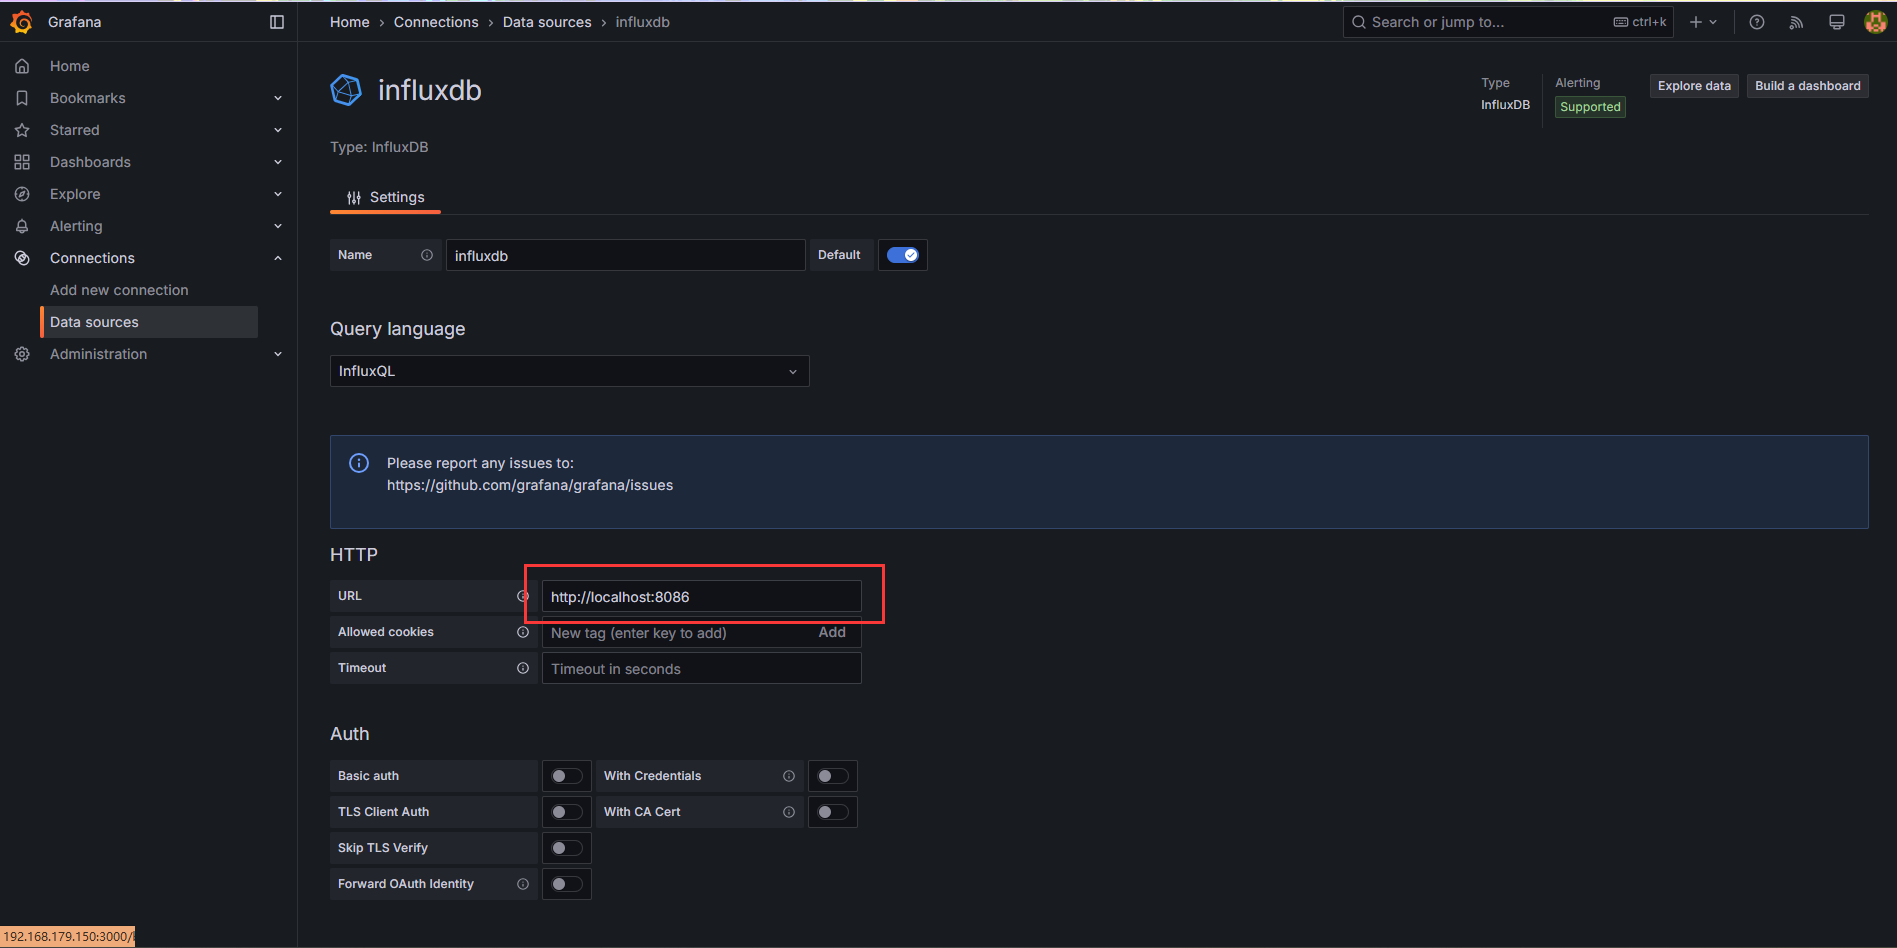 Grafana
Home › Connections › Data sources › influxdb
Search or jump to...
ctrl+k
Home
Bookmarks
Starred
Dashboards
Explore
Alerting
Connections
Add new connection
Data sources
Administration
influxdb
Type
InfluxDB
Alerting
Supported
Explore data
Build a dashboard
Type: InfluxDB
Settings
Name
influxdb
Default
Query language
InfluxQL
Please report any issues to:
https://github.com/grafana/grafana/issues
HTTP
URL
http://localhost:8086
Allowed cookies
New tag (enter key to add)
Add
Timeout
Timeout in seconds
Auth
Basic auth
With Credentials
TLS Client Auth
With CA Cert
Skip TLS Verify
Forward OAuth Identity
192.168.179.150:3000/